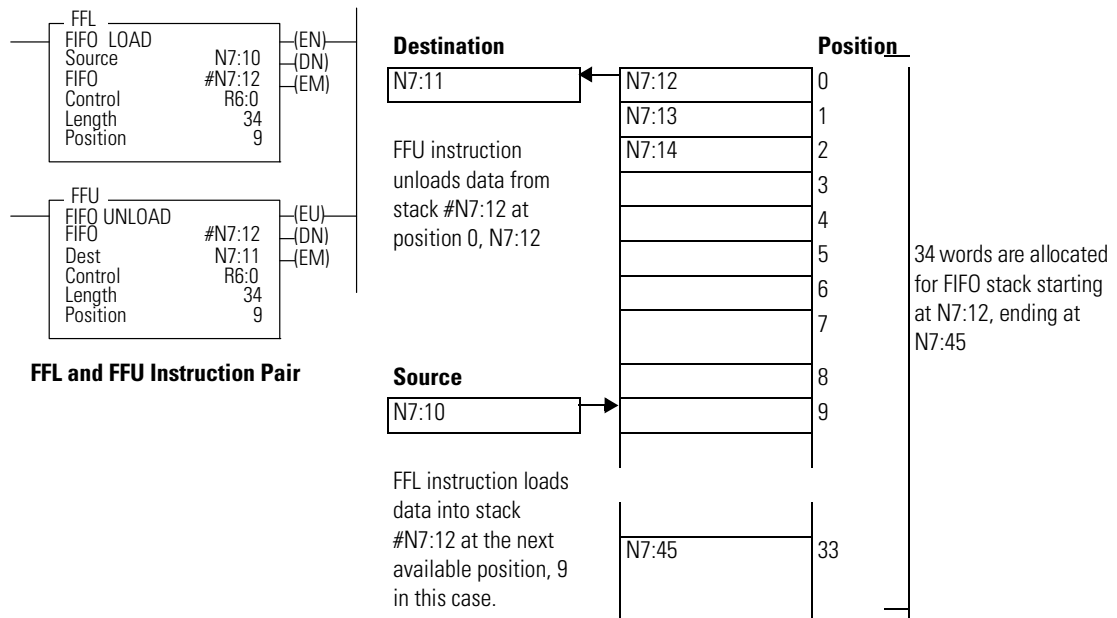 FFL
FIFO LOAD
Source N7:10
FIFO #N7:12
Control R6:0
Length 34
Position 9
(EN)
(DN)
(EM)
FFU
FIFO UNLOAD
FIFO #N7:12
Dest N7:11
Control R6:0
Length 34
Position 9
(EU)
(DN)
(EM)
FFL and FFU Instruction Pair
Destination
N7:11
FFU instruction
unloads data from
stack #N7:12 at
position 0, N7:12
Source
N7:10
FFL instruction loads
data into stack
#N7:12 at the next
available position, 9
in this case.
Position
N7:12 0
N7:13 1
N7:14 2
3
4
5
6
7
8
9
N7:45 33
34 words are allocated
for FIFO stack starting
at N7:12, ending at
N7:45